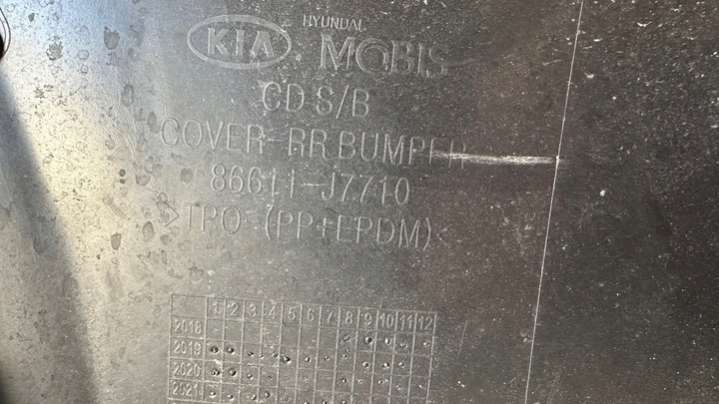 KIA HYUNDAI MOBIS
CD S/B
COVER-RR BUMPER
86611-J7710
>TPO-(PP+EPDM)<
1 2 3 4 5 6 7 8 9 10 11 12
2018
2019
2020
2021